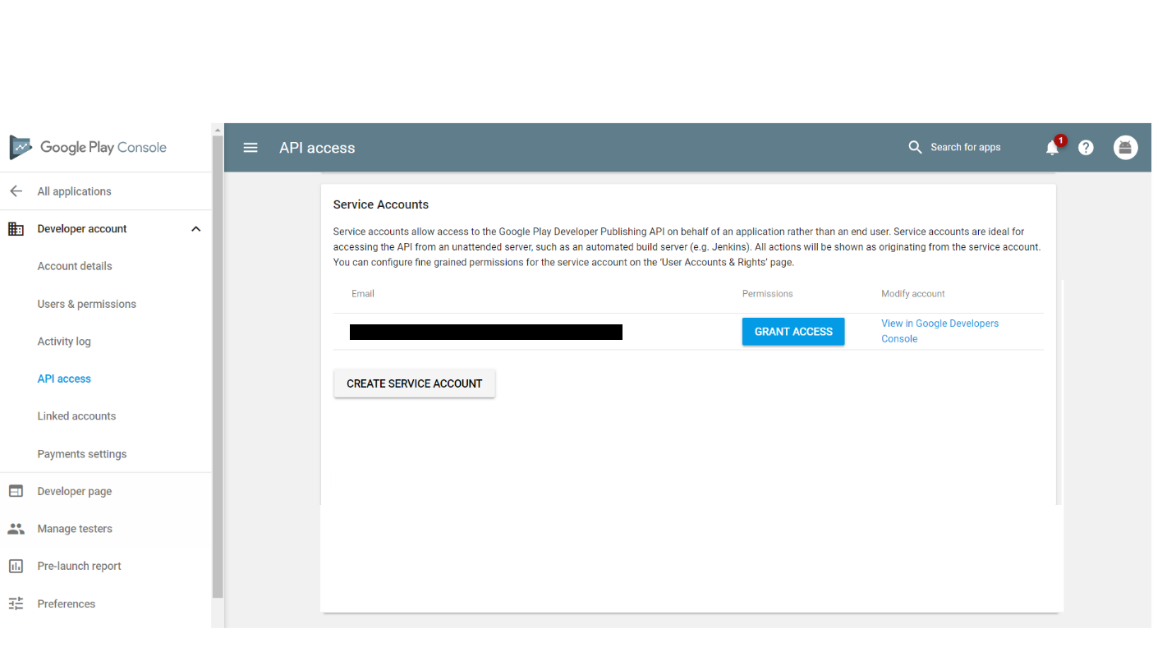 Google Play Console
All applications
Developer account
Account details
Users & permissions
Activity log
API access
Linked accounts
Payments settings
Developer page
Manage testers
Pre-launch report
Preferences
API access
Search for apps
1
Service Accounts
Service accounts allow access to the Google Play Developer Publishing API on behalf of an application rather than an end user. Service accounts are ideal for
accessing the API from an unattended server, such as an automated build server (e.g. Jenkins). All actions will be shown as originating from the service account.
You can configure fine grained permissions for the service account on the 'User Accounts & Rights' page.
Email
Permissions
Modify account
GRANT ACCESS
View in Google Developers
Console
CREATE SERVICE ACCOUNT